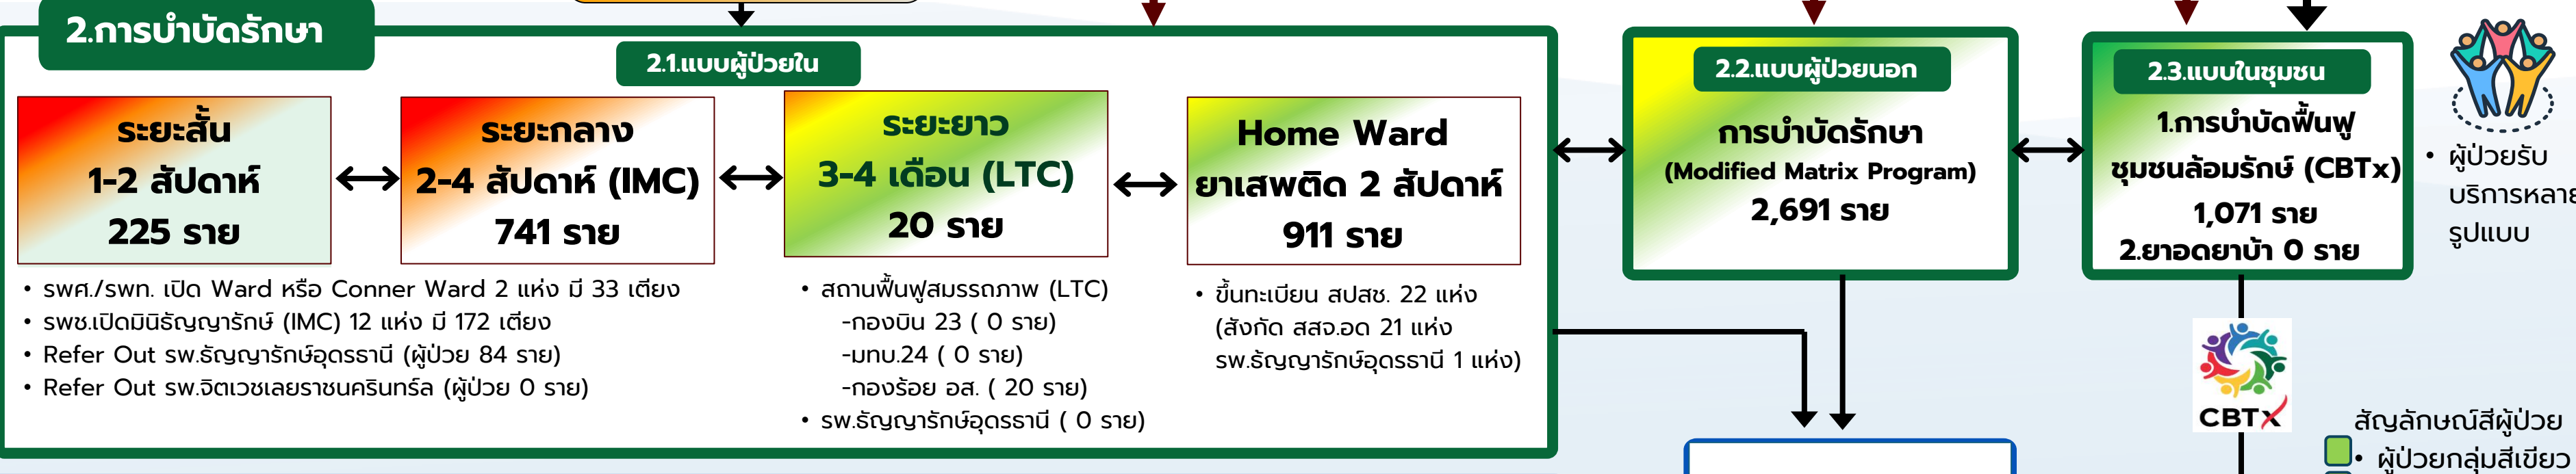 2.การบำบัดรักษา
2.1.แบบผู้ป่วยใน
ระยะสั้น
1-2 สัปดาห์
225 ราย
ระยะกลาง
2-4 สัปดาห์ (IMC)
741 ราย
ระยะยาว
3-4 เดือน (LTC)
20 ราย
Home Ward
ยาเสพติด 2 สัปดาห์
911 ราย
• รพศ./รพท. เปิด Ward หรือ Conner Ward 2 แห่ง มี 33 เตียง
• รพช.เปิดมินิธัญญารักษ์ (IMC) 12 แห่ง มี 172 เตียง
• Refer Out รพ.ธัญญารักษ์อุดรธานี (ผู้ป่วย 84 ราย)
• Refer Out รพ.จิตเวชเลยราชนครินทร์ล (ผู้ป่วย 0 ราย)
• สถานฟื้นฟูสมรรถภาพ (LTC)
-กองบิน 23 ( 0 ราย)
-มทบ.24 ( 0 ราย)
-กองร้อย อส. ( 20 ราย)
• รพ.ธัญญารักษ์อุดรธานี ( 0 ราย)
• ขึ้นทะเบียน สปสช. 22 แห่ง
(สังกัด สสจ.อด 21 แห่ง
รพ.ธัญญารักษ์อุดรธานี 1 แห่ง)
2.2.แบบผู้ป่วยนอก
การบำบัดรักษา
(Modified Matrix Program)
2,691 ราย
2.3.แบบในชุมชน
1.การบำบัดฟื้นฟู
ชุมชนล้อมรักษ์ (CBTx)
1,071 ราย
2.ยาอดยาบ้า 0 ราย
• ผู้ป่วยรับ
บริการหลาย
รูปแบบ
CBTx
สัญลักษณ์สีผู้ป่วย
• ผู้ป่วยกลุ่มสีเขียว